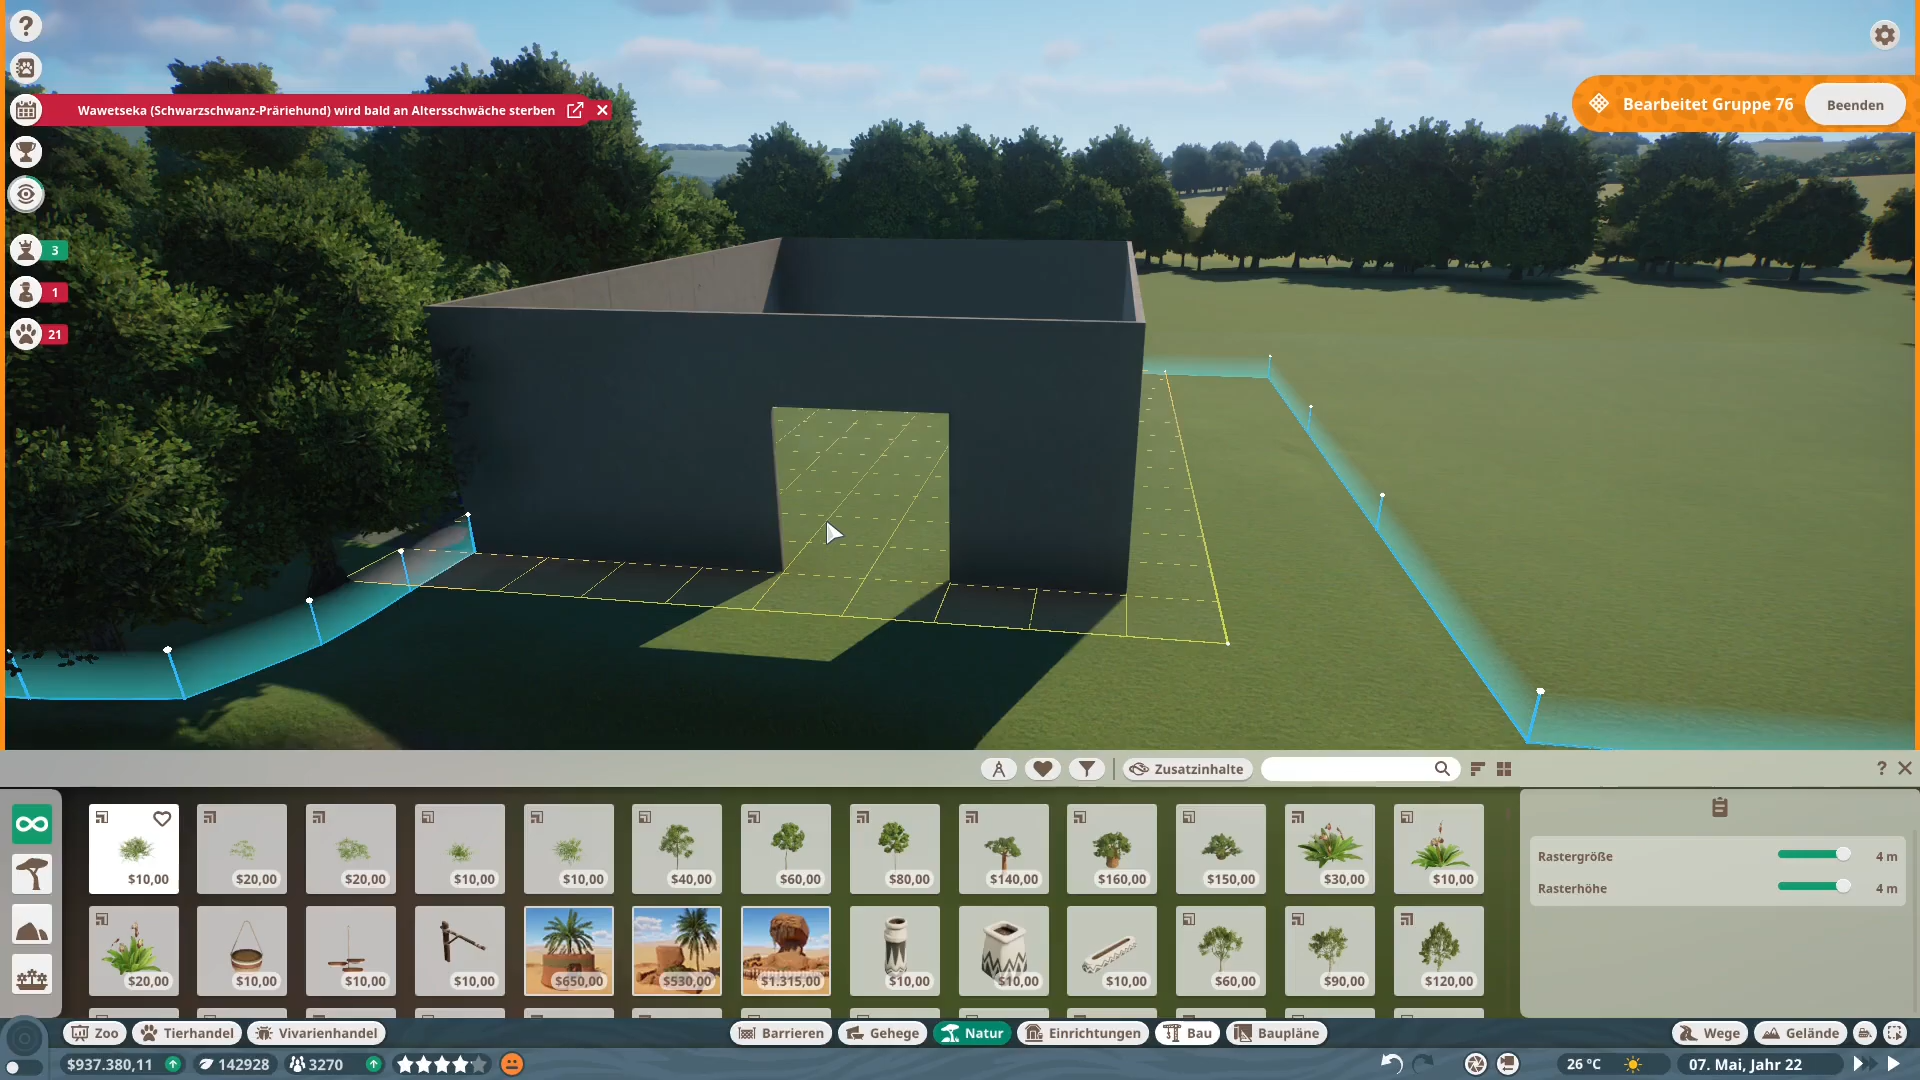 Wawetseka (Schwarzschwanz-Präriehund) wird bald an Altersschwäche sterben
Bearbeitet Gruppe 76
Beenden
3
1
21
Zusatzinhalte
?
$10,00
$20,00
$20,00
$10,00
$10,00
$40,00
$60,00
$80,00
$140,00
$160,00
$150,00
$30,00
$10,00
Rastergröße 4 m
Rasterhöhe 4 m
$20,00
$10,00
$10,00
$10,00
$650,00
$530,00
$1.315,00
$10,00
$10,00
$10,00
$60,00
$90,00
$120,00
Zoo
Tierhandel
Vivarienhandel
Barrieren
Gehege
Natur
Einrichtungen
Bau
Baupläne
Wege
Gelände
$937.380,11
142928
3270
26 °C
07. Mai, Jahr 22